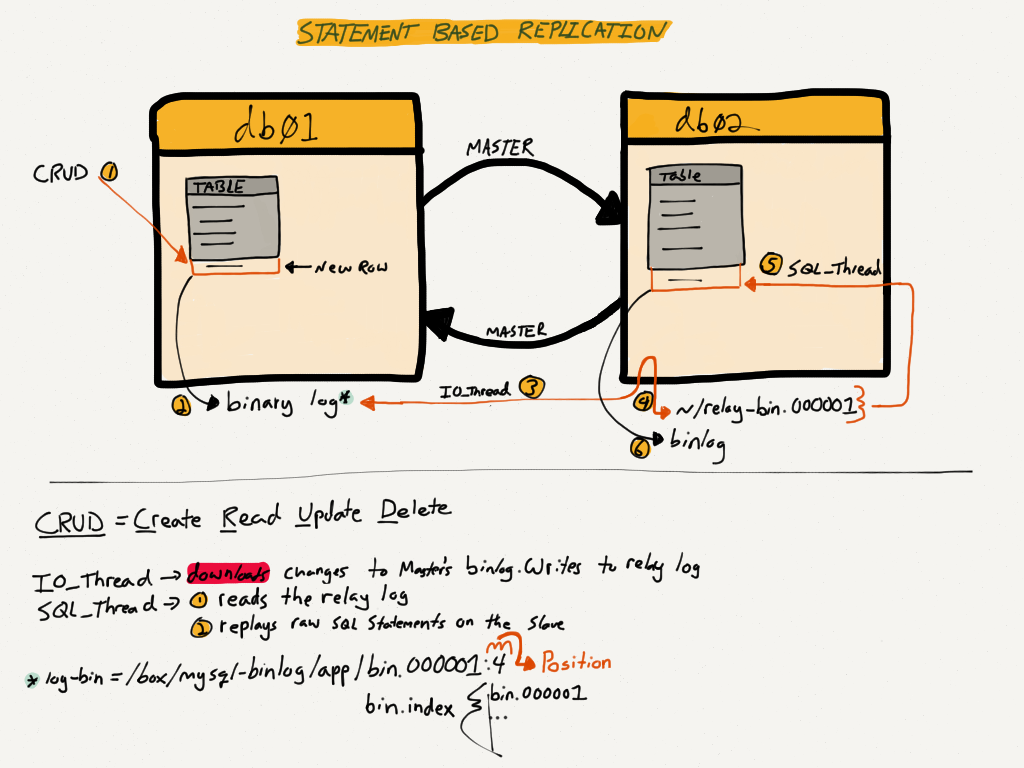 STATEMENT BASED REPLICATION
db01
db02
MASTER
CRUD 1
TABLE
Table
New Row
5 SQL_Thread
MASTER
2 binary log*
IO_Thread 3
4 ~/relay-bin.000001
6 binlog
CRUD = Create Read Update Delete
IO_Thread → downloads changes to Master's binlog. Writes to relay log
SQL_Thread → 1 reads the relay log
2 replays raw SQL Statements on the Slave
* log-bin = /box/mysql-binlog/app/bin.000001:4 → Position
bin.index { bin.000001
...